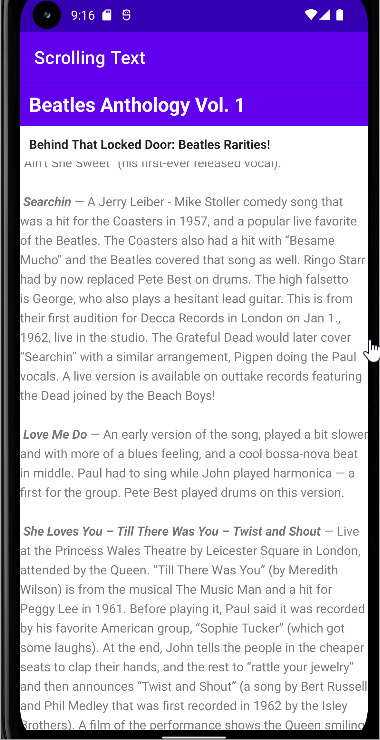 9:16
Scrolling Text
Beatles Anthology Vol. 1
Behind That Locked Door: Beatles Rarities!
Ain't She Sweet” (his first-ever released vocal).
Searchin — A Jerry Leiber - Mike Stoller comedy song that
was a hit for the Coasters in 1957, and a popular live favorite
of the Beatles. The Coasters also had a hit with “Besame
Mucho” and the Beatles covered that song as well. Ringo Starr
had by now replaced Pete Best on drums. The high falsetto
is George, who also plays a hesitant lead guitar. This is from
their first audition for Decca Records in London on Jan 1.,
1962, live in the studio. The Grateful Dead would later cover
“Searchin” with a similar arrangement, Pigpen doing the Paul
vocals. A live version is available on outtake records featuring
the Dead joined by the Beach Boys!
Love Me Do — An early version of the song, played a bit slower
and with more of a blues feeling, and a cool bossa-nova beat
in middle. Paul had to sing while John played harmonica — a
first for the group. Pete Best played drums on this version.
She Loves You – Till There Was You – Twist and Shout — Live
at the Princess Wales Theatre by Leicester Square in London,
attended by the Queen. “Till There Was You” (by Meredith
Wilson) is from the musical The Music Man and a hit for
Peggy Lee in 1961. Before playing it, Paul said it was recorded
by his favorite American group, “Sophie Tucker” (which got
some laughs). At the end, John tells the people in the cheaper
seats to clap their hands, and the rest to “rattle your jewelry”
and then announces “Twist and Shout” (a song by Bert Russell
and Phil Medley that was first recorded in 1962 by the Isley
Brothers). A film of the performance shows the Queen smiling